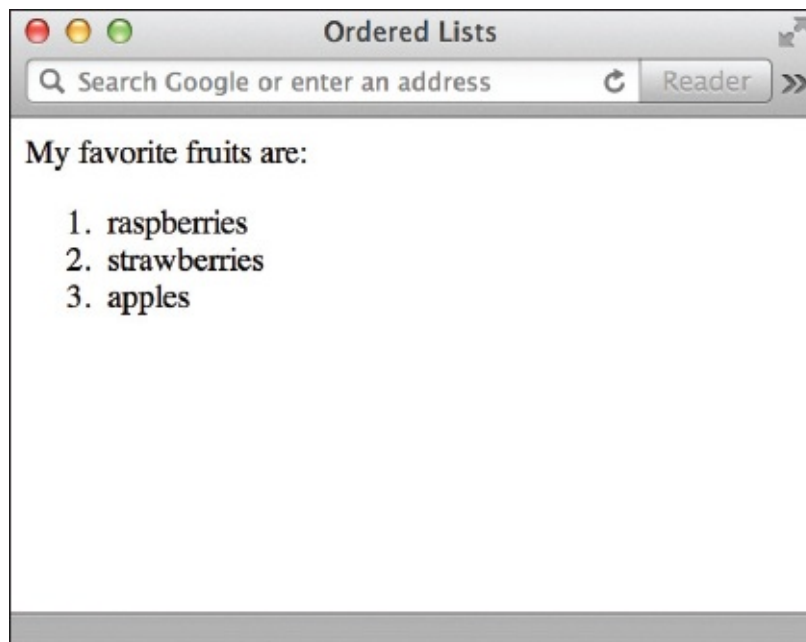 Ordered Lists
Search Google or enter an address
Reader
My favorite fruits are:
1. raspberries
2. strawberries
3. apples